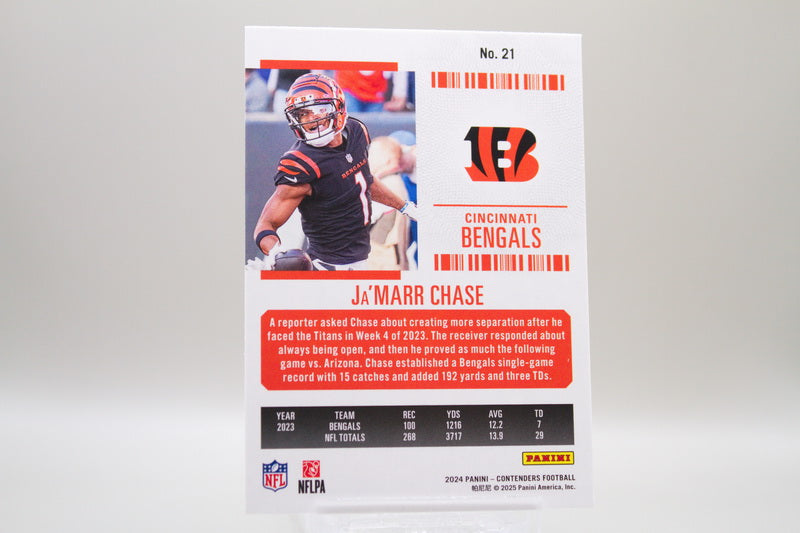 No. 21
BENGALS
1
B
CINCINNATI
BENGALS
JA'MARR CHASE
A reporter asked Chase about creating more separation after he
faced the Titans in Week 4 of 2023. The receiver responded about
always being open, and then he proved as much the following
game vs. Arizona. Chase established a Bengals single-game
record with 15 catches and added 192 yards and three TDs.
YEAR TEAM REC YDS AVG TD
2023 BENGALS 100 1216 12.2 7
NFL TOTALS 268 3717 13.9 29
PANINI
NFL
NFLPA
2024 PANINI – CONTENDERS FOOTBALL
帕尼尼 © 2025 Panini America, Inc.